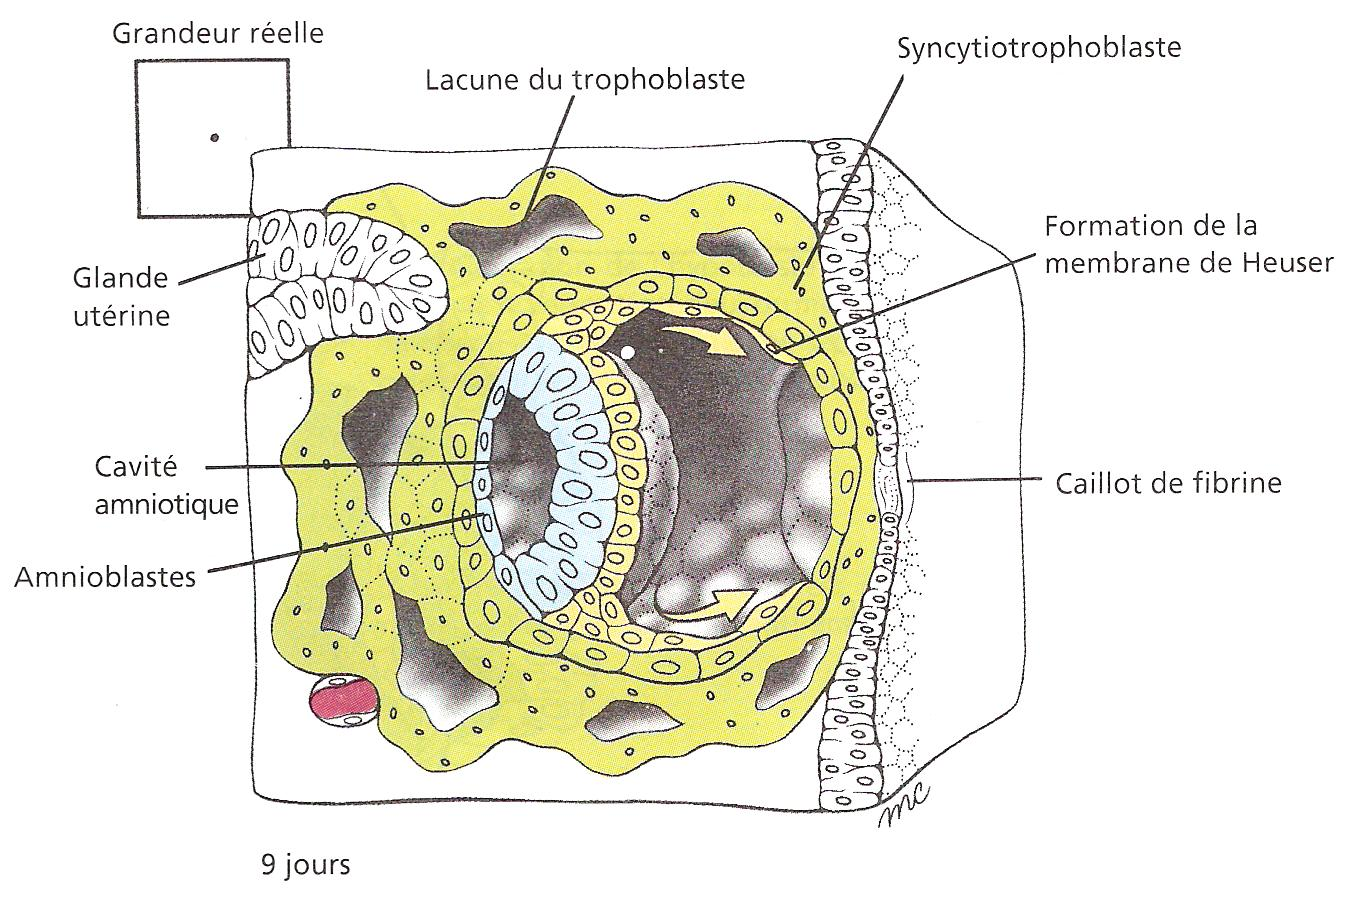 Grandeur réelle
Syncytiotrophoblaste
Lacune du trophoblaste
Formation de la
membrane de Heuser
Glande
utérine
Cavité
amniotique
Caillot de fibrine
Amnioblastes
mc
9 jours